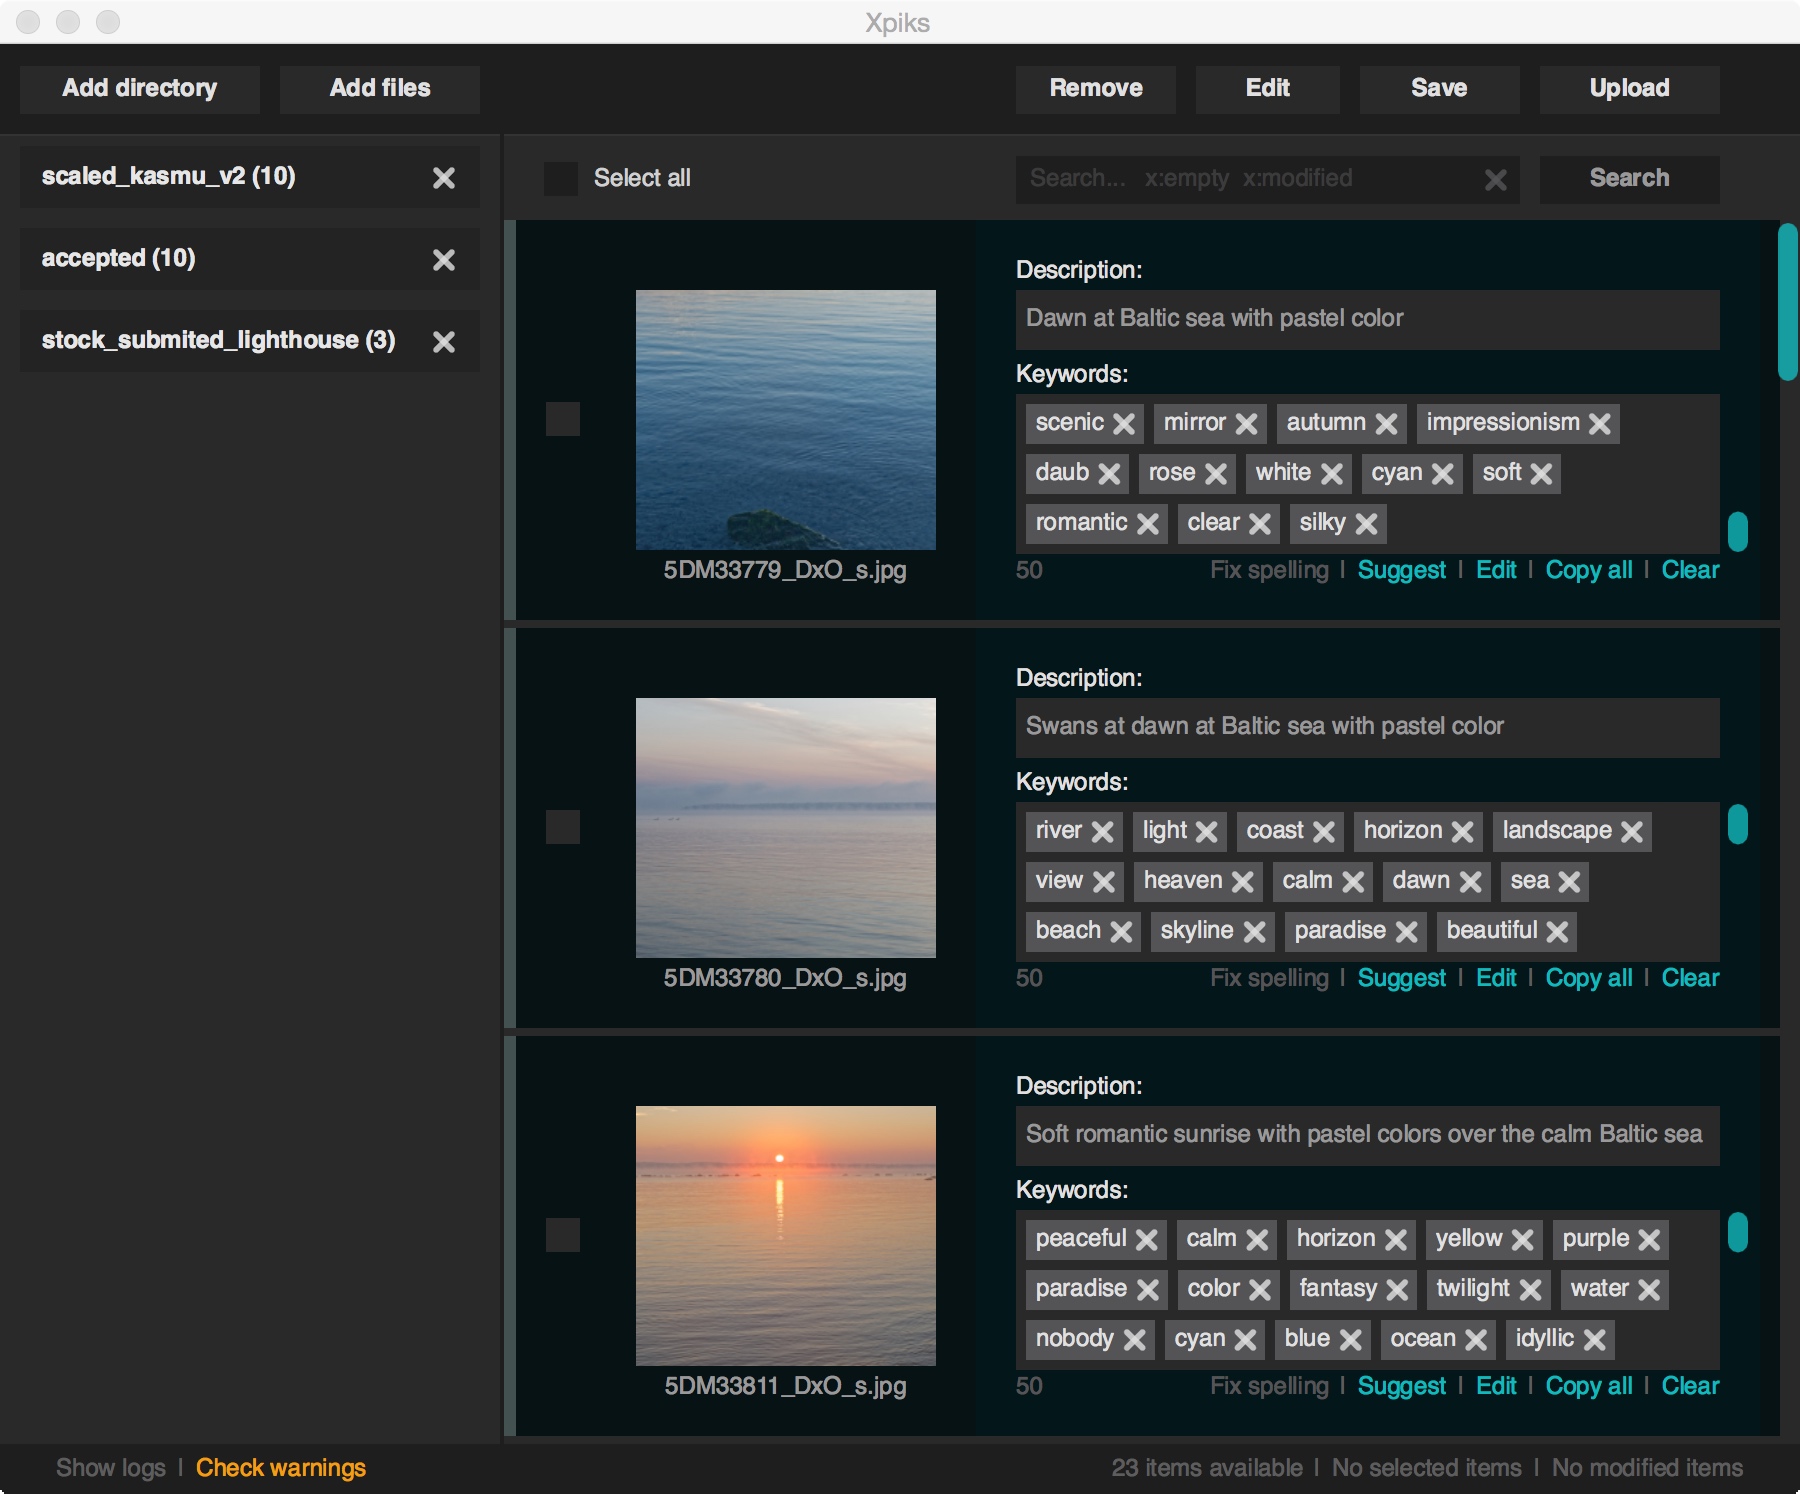 Xpiks
Add directory Add files Remove Edit Save Upload
scaled_kasmu_v2 (10)
accepted (10)
stock_submited_lighthouse (3)
Select all Search... x:empty x:modified Search
5DM33779_DxO_s.jpg
Description:
Dawn at Baltic sea with pastel color
Keywords:
scenic mirror autumn impressionism
daub rose white cyan soft
romantic clear silky
50 Fix spelling | Suggest | Edit | Copy all | Clear
5DM33780_DxO_s.jpg
Description:
Swans at dawn at Baltic sea with pastel color
Keywords:
river light coast horizon landscape
view heaven calm dawn sea
beach skyline paradise beautiful
50 Fix spelling | Suggest | Edit | Copy all | Clear
5DM33811_DxO_s.jpg
Description:
Soft romantic sunrise with pastel colors over the calm Baltic sea
Keywords:
peaceful calm horizon yellow purple
paradise color fantasy twilight water
nobody cyan blue ocean idyllic
50 Fix spelling | Suggest | Edit | Copy all | Clear
Show logs | Check warnings 23 items available | No selected items | No modified items